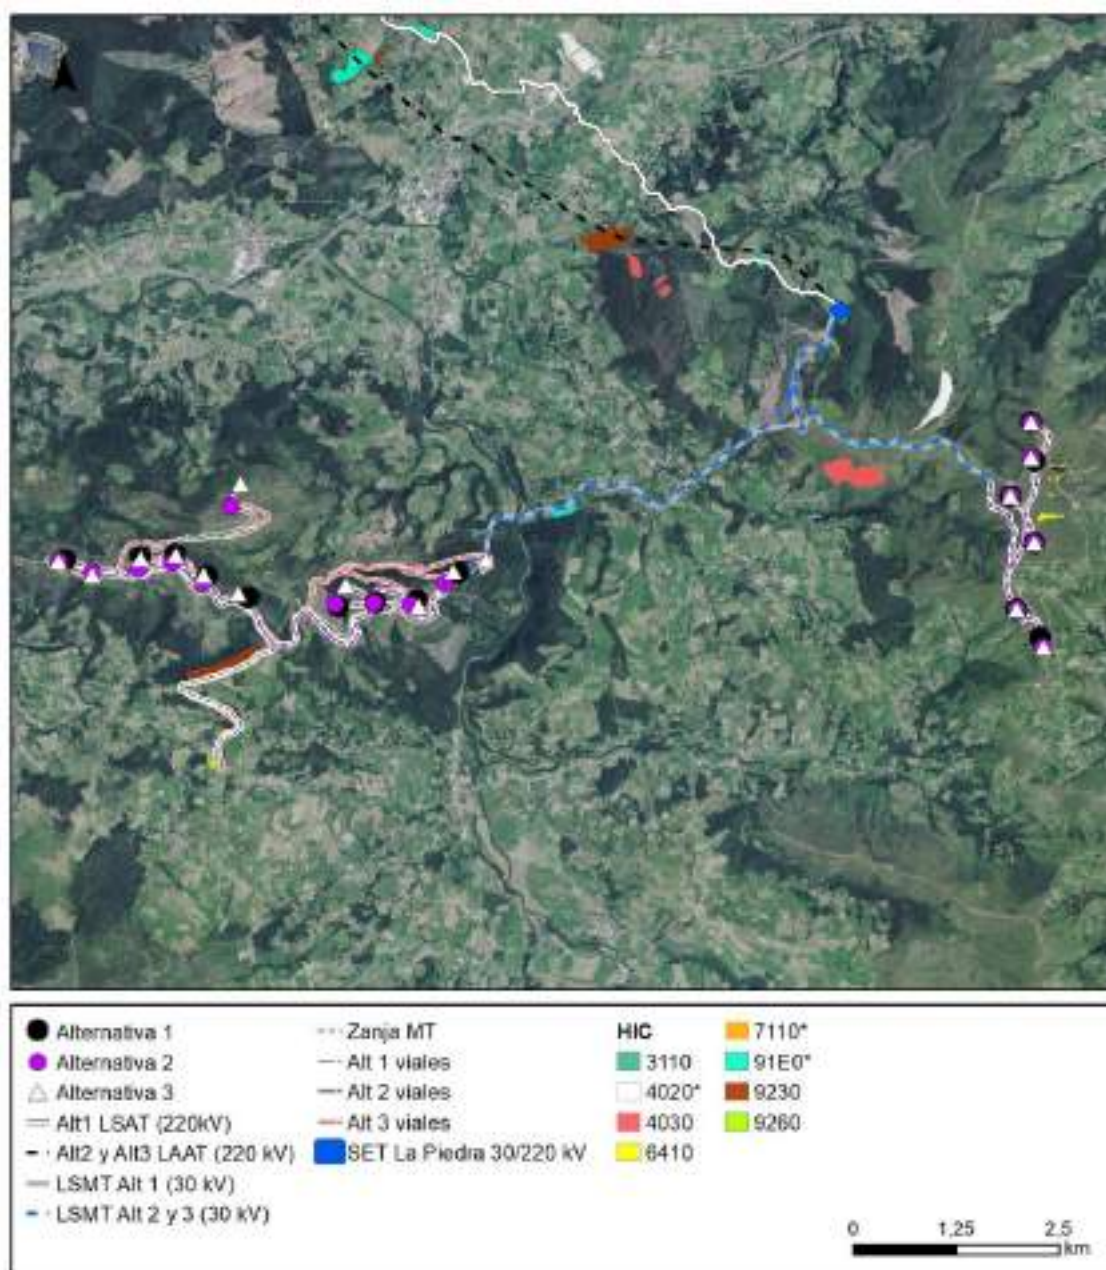 Alternativa 1
Alternativa 2
Alternativa 3
Alt1 LSAT (220kV)
Alt2 y Alt3 LAAT (220 kV)
LSMT Alt 1 (30 kV)
LSMT Alt 2 y 3 (30 kV)
Zanja MT
Alt 1 viales
Alt 2 viales
Alt 3 viales
SET La Piedra 30/220 kV
HIC
3110
4020*
4030
6410
7110*
91E0*
9230
9260
0 1,25 2,5
km